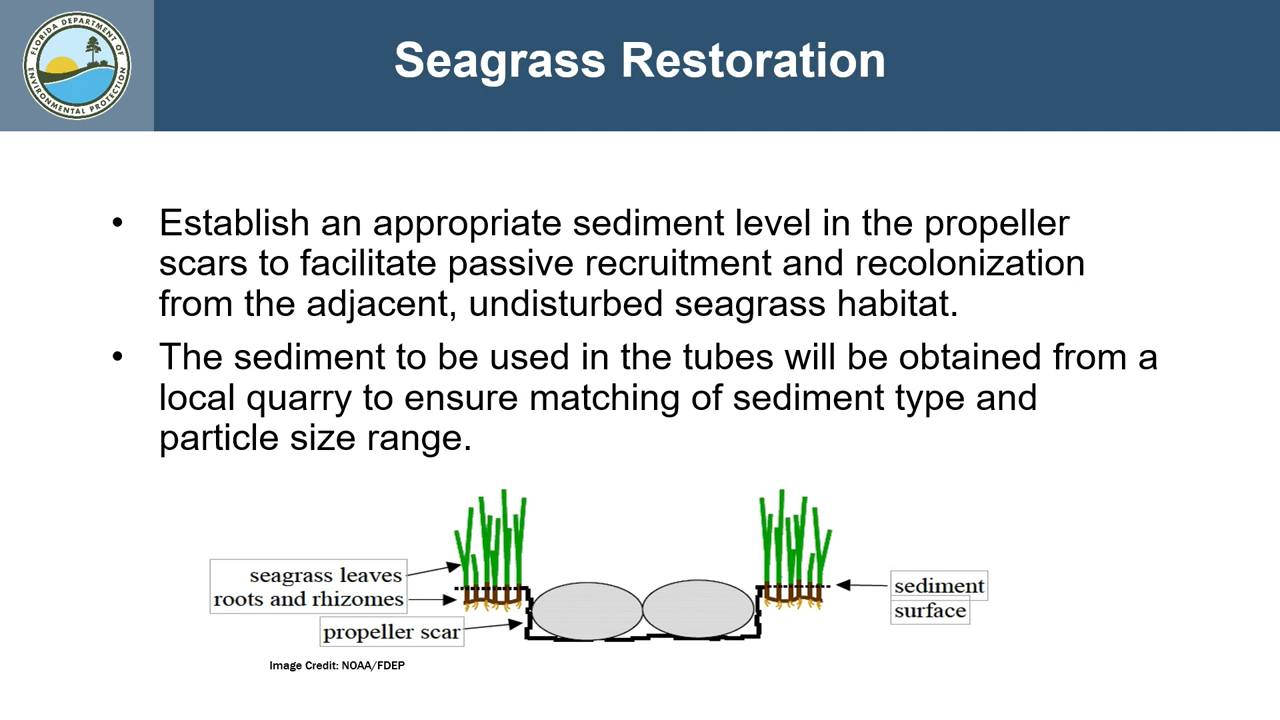 FLORIDA DEPARTMENT OF
ENVIRONMENTAL PROTECTION
Seagrass Restoration
• Establish an appropriate sediment level in the propeller
scars to facilitate passive recruitment and recolonization
from the adjacent, undisturbed seagrass habitat.
• The sediment to be used in the tubes will be obtained from a
local quarry to ensure matching of sediment type and
particle size range.
seagrass leaves
roots and rhizomes
propeller scar
sediment
surface
Image Credit: NOAA/FDEP